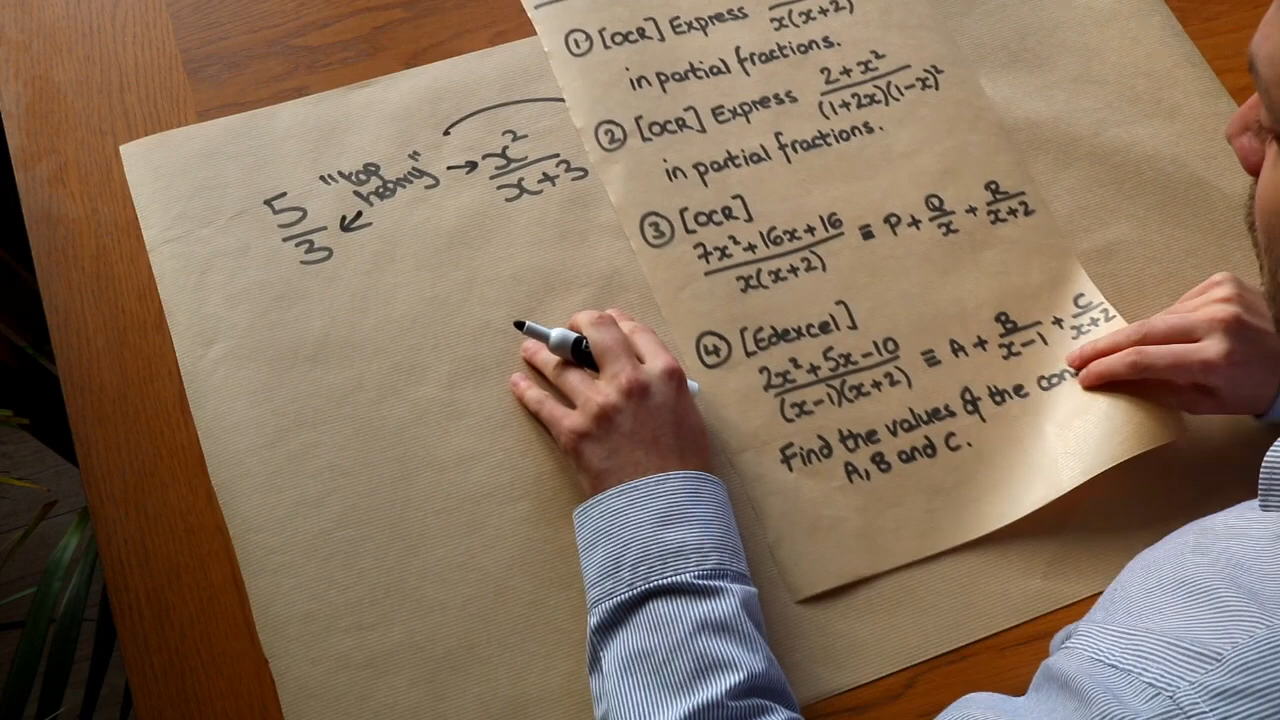 5/3
"top heavy"
x²/(x+3)
① [OCR] Express /x(x+2)
in partial fractions.
② [OCR] Express (2+x²)/((1+2x)(1-x)²)
in partial fractions.
③ [OCR]
(7x²+16x+16)/(x(x+2)) ≡ P + Q/x + R/(x+2)
④ [Edexcel]
(2x²+5x-10)/((x-1)(x+2)) ≡ A + B/(x-1) + C/(x+2)
Find the values of the
A, B and C.